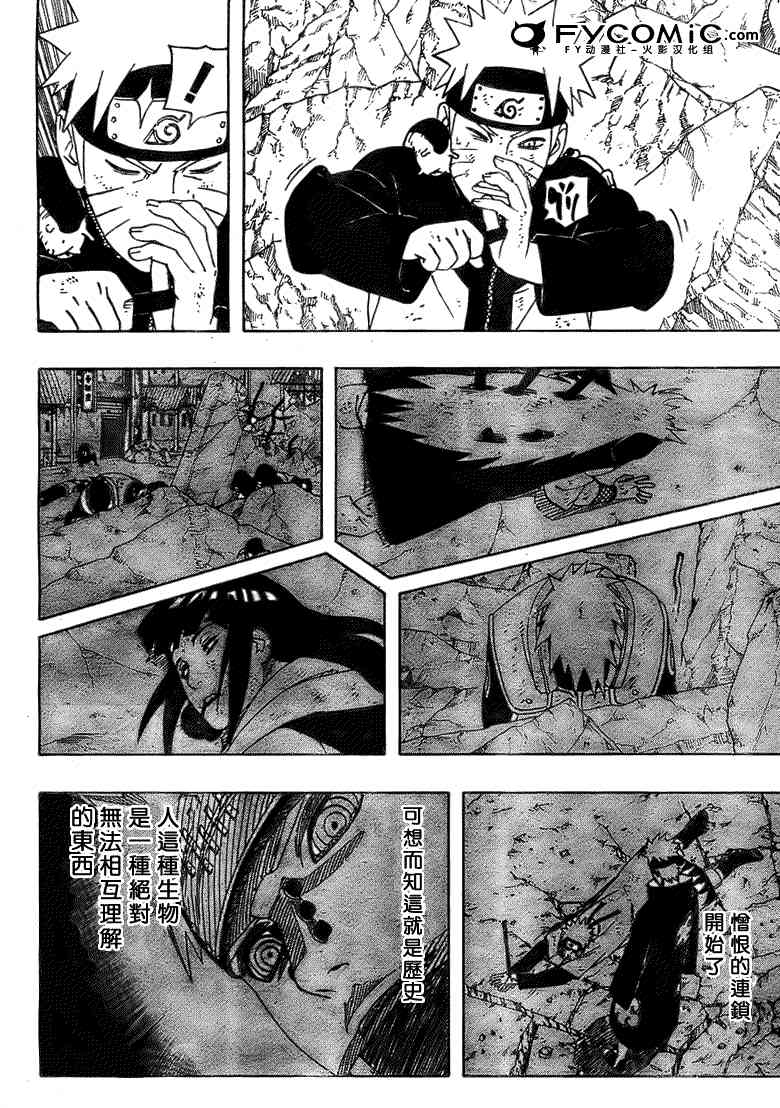 FYCOMIC.com
FY动漫社-火影汉化组
!
憎恨的連鎖
開始了
可想而知這就是歷史
人這種生物
是一種絕對
無法相互理解
的東西